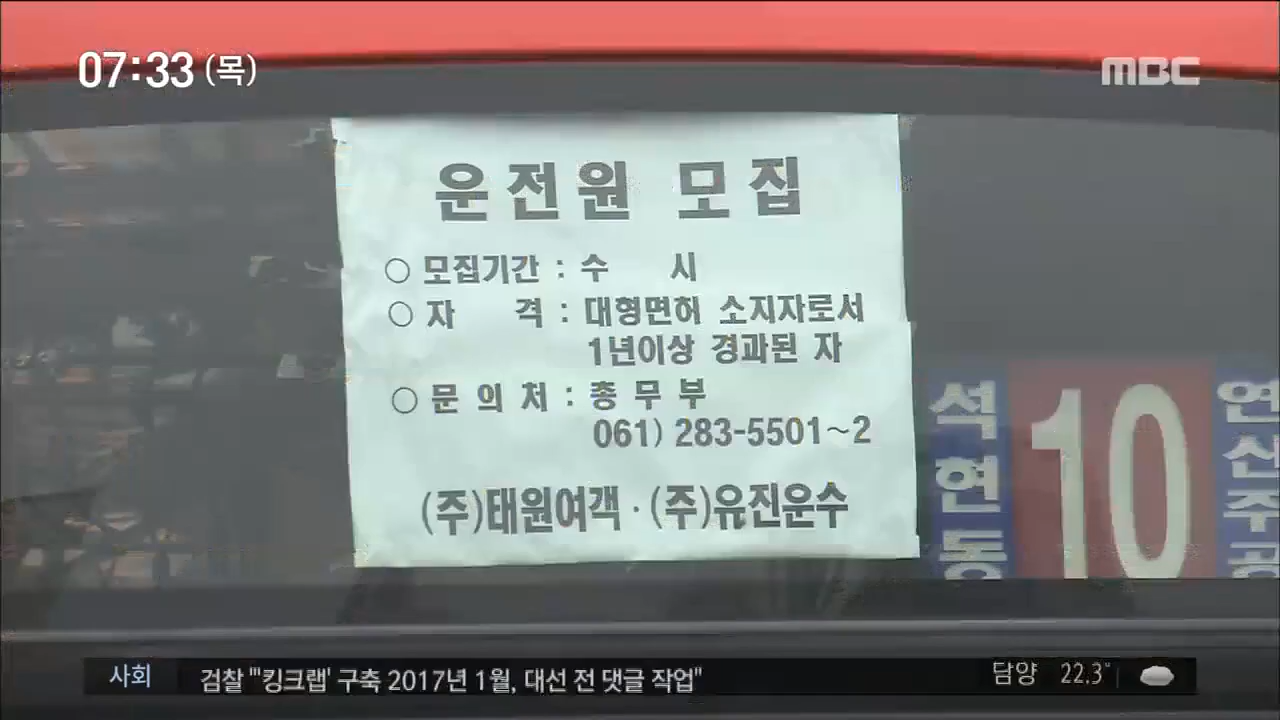 07:33 (목)
MBC
운전원 모집
○ 모집기간 : 수 시
○ 자 격 : 대형면허 소지자로서
1년이상 경과된 자
○ 문 의 처 : 총 무 부
061) 283-5501~2
(주)태원여객 · (주)유진운수
석현동
10
연산주공
사회
검찰 "'킹크랩' 구축 2017년 1월, 대선 전 댓글 작업"
담양 22.3°